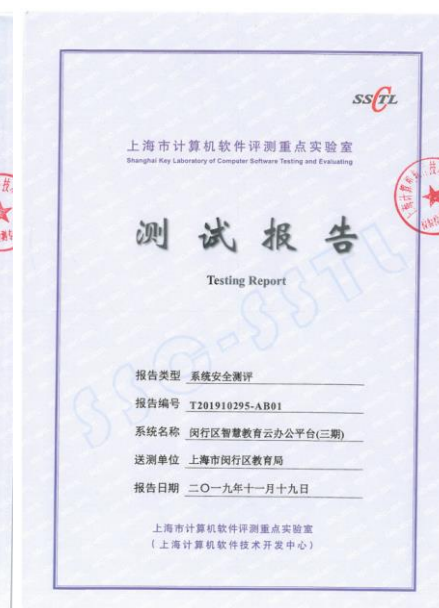 SSCTL
上海市计算机软件评测重点实验室
Shanghai Key Laboratory of Computer Software Testing and Evaluating
测试报告
Testing Report
SSC-SSTL
报告类型 系统安全测评
报告编号 T201910295-AB01
系统名称 闵行区智慧教育云办公平台(三期)
送测单位 上海市闵行区教育局
报告日期 二〇一九年十一月十九日
上海市计算机软件评测重点实验室
(上海计算机软件技术开发中心)